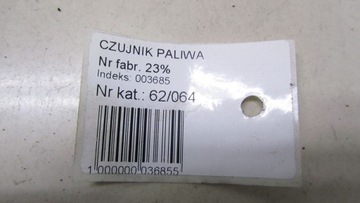 CZUJNIK PALIWA
Nr fabr. 23%
Indeks: 003685
Nr kat.: 62/064
1 000000 036855